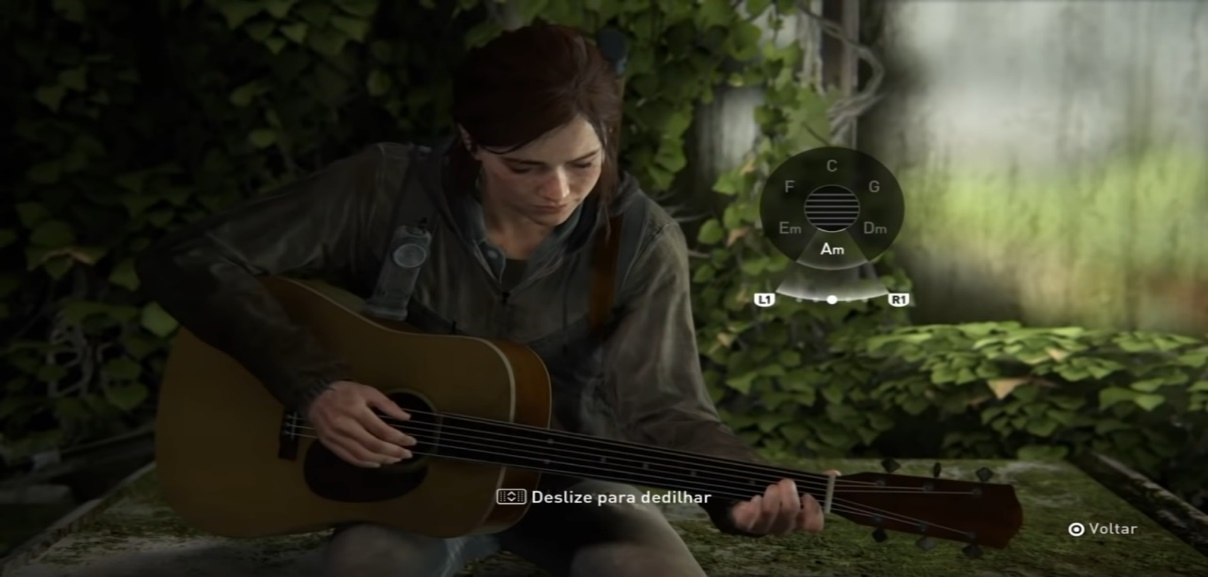 C
F G
Em Dm
Am
L1 R1
Deslize para dedilhar
Voltar